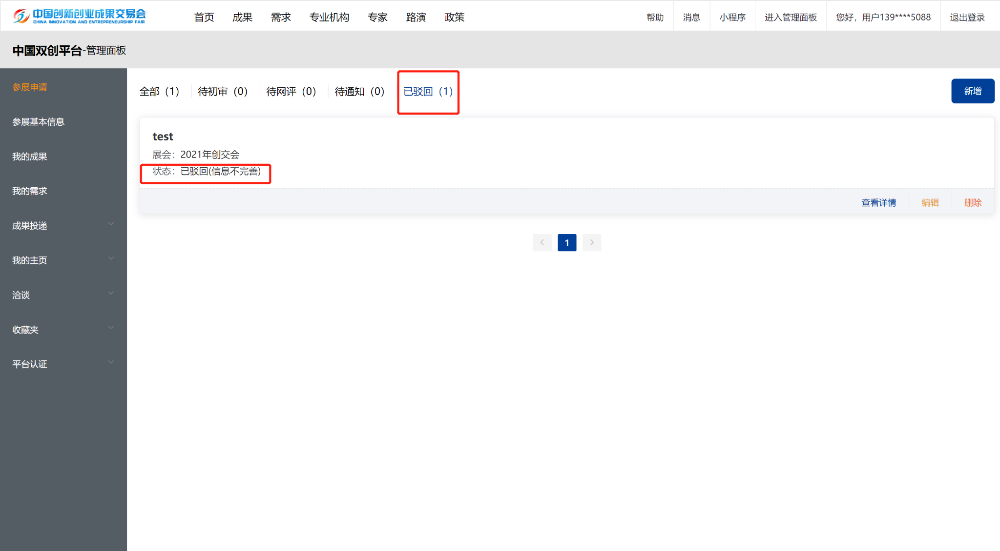 中国创新创业成果交易会
CHINA INNOVATION AND ENTREPRENEURSHIP FAIR
首页 成果 需求 专业机构 专家 路演 政策 帮助 消息 小程序 进入管理面板 您好，用户139****5088 退出登录
中国双创平台-管理面板
参展申请
参展基本信息
我的成果
我的需求
成果投递
我的主页
洽谈
收藏夹
平台认证
全部（1） 待初审（0） 待网评（0） 待通知（0） 已驳回（1） 新增
test
展会：2021年创交会
状态：已驳回(信息不完善)
查看详情 编辑 删除
1